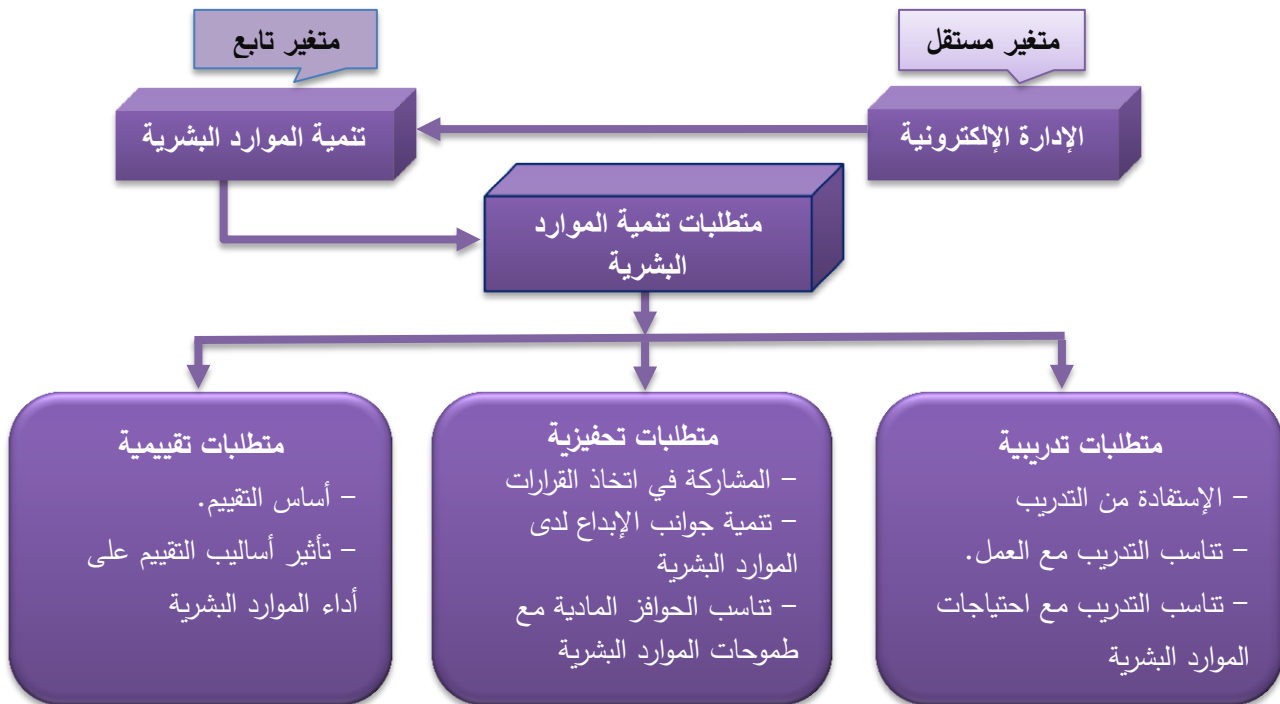 متغير مستقل
متغير تابع
الإدارة الإلكترونية
تنمية الموارد البشرية
متطلبات تنمية الموارد
البشرية
متطلبات تدريبية
– الإستفادة من التدريب
– تناسب التدريب مع العمل.
– تناسب التدريب مع احتياجات
الموارد البشرية
متطلبات تحفيزية
– المشاركة في اتخاذ القرارات
– تنمية جوانب الإبداع لدى
الموارد البشرية
– تناسب الحوافز المادية مع
طموحات الموارد البشرية
متطلبات تقييمية
– أساس التقييم.
– تأثير أساليب التقييم على
أداء الموارد البشرية